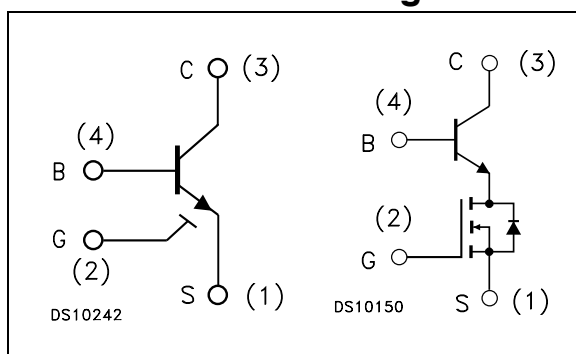 C (3)
(4)
B
G
(2)
S (1)
DS10242
C (3)
(4)
B
(2)
G
S (1)
DS10150